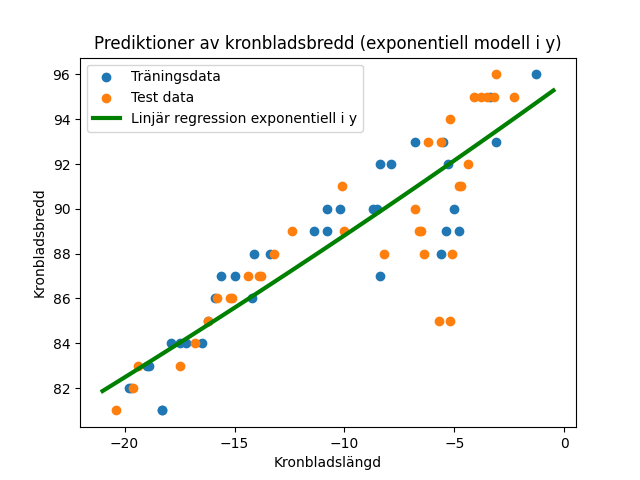 Prediktioner av kronbladsbredd (exponentiell modell i y)
Träningsdata
Test data
Linjär regression exponentiell i y
Kronbladsbredd
96
94
92
90
88
86
84
82
−20
−15
−10
−5
0
Kronbladslängd